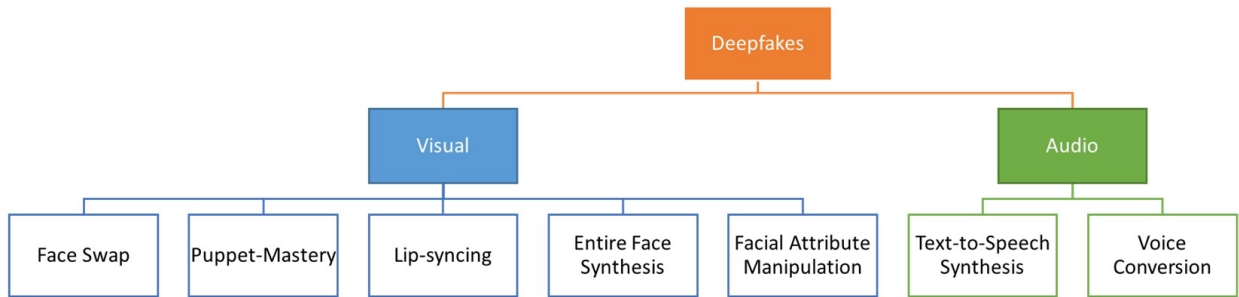 Deepfakes
Visual
Audio
Face Swap
Puppet-Mastery
Lip-syncing
Entire Face
Synthesis
Facial Attribute
Manipulation
Text-to-Speech
Synthesis
Voice
Conversion